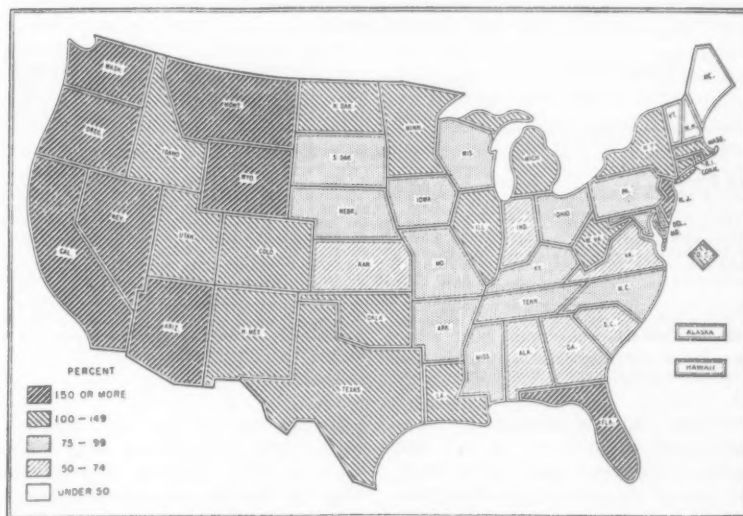 WASH.
MONT.
N. DAK.
MINN.
ME.
VT.
N.H.
MASS.
R.I.
CONN.
OREG.
IDAHO
WYO.
S. DAK.
WIS.
MICH.
N.Y.
N.J.
DEL.
MD.
NEV.
UTAH
COLO.
NEBR.
IOWA
ILL.
IND.
OHIO
PA.
W. VA.
VA.
D.C.
CAL.
KAN.
MO.
KY.
N.C.
TENN.
ARIZ.
N. MEX.
OKLA.
ARK.
S.C.
ALASKA
HAWAII
TEXAS
LA.
MISS.
ALA.
GA.
FLA.
PERCENT
150 OR MORE
100 - 149
75 - 99
50 - 74
UNDER 50